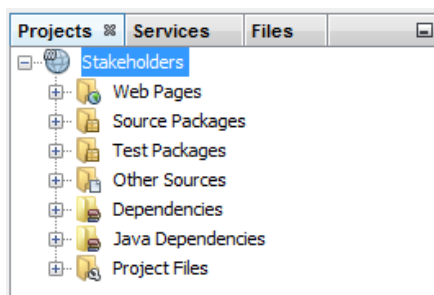 Projects Services Files
Stakeholders
Web Pages
Source Packages
Test Packages
Other Sources
Dependencies
Java Dependencies
Project Files